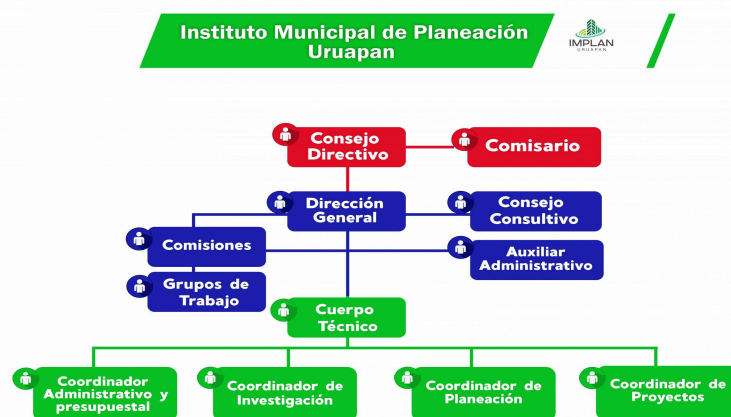 Instituto Municipal de Planeación
Uruapan
IMPLAN
URUAPAN
Consejo
Directivo
Comisario
Dirección
General
Consejo
Consultivo
Comisiones
Auxiliar
Administrativo
Grupos de
Trabajo
Cuerpo
Técnico
Coordinador
Administrativo y
presupuestal
Coordinador de
Investigación
Coordinador de
Planeación
Coordinador de
Proyectos